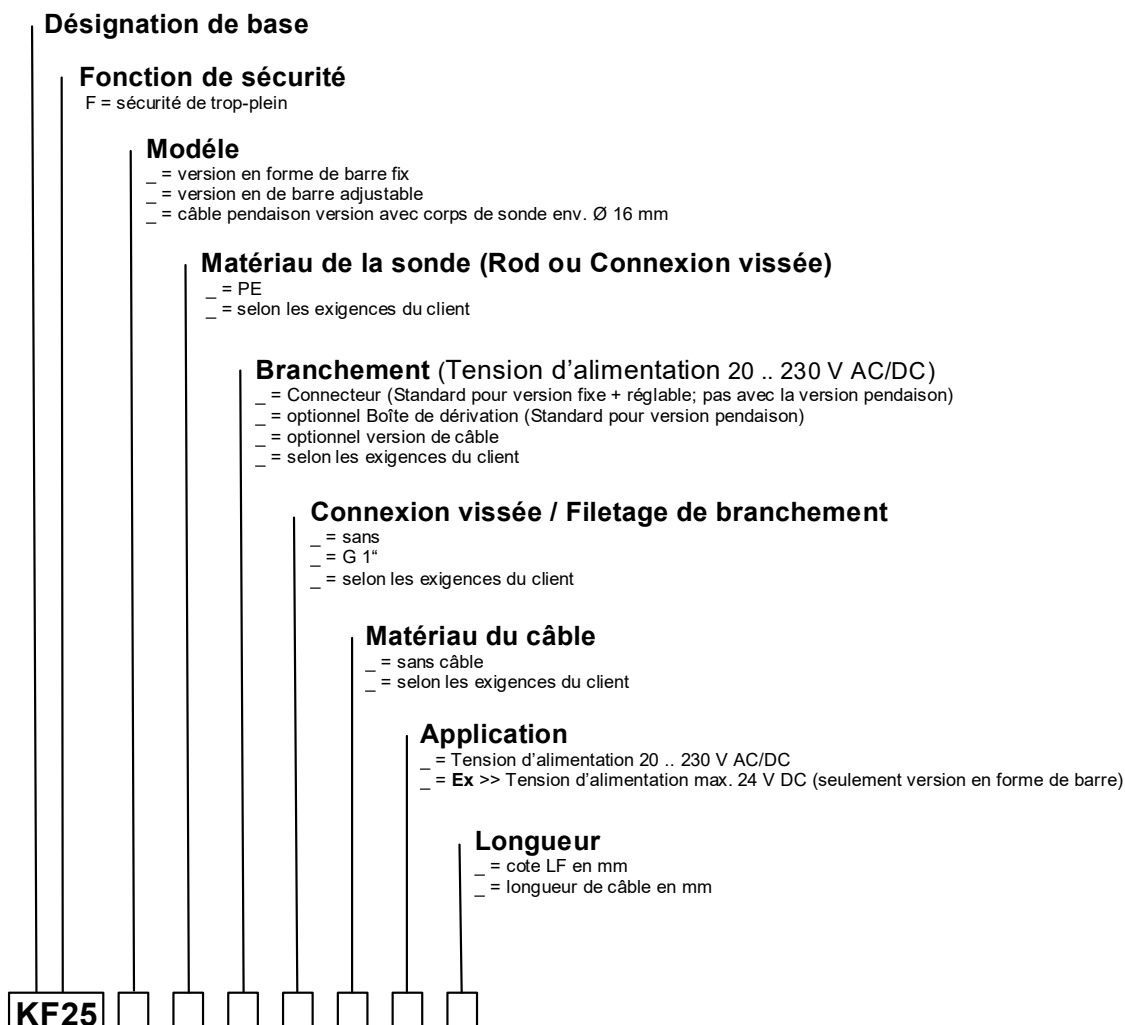 Désignation de base
Fonction de sécurité
F = sécurité de trop-plein
Modéle
_ = version en forme de barre fix
_ = version en de barre adjustable
_ = câble pendaison version avec corps de sonde env. Ø 16 mm
Matériau de la sonde (Rod ou Connexion vissée)
_ = PE
_ = selon les exigences du client
Branchement (Tension d’alimentation 20 .. 230 V AC/DC)
_ = Connecteur (Standard pour version fixe + réglable; pas avec la version pendaison)
_ = optionnel Boîte de dérivation (Standard pour version pendaison)
_ = optionnel version de câble
_ = selon les exigences du client
Connexion vissée / Filetage de branchement
_ = sans
_ = G 1“
_ = selon les exigences du client
Matériau du câble
_ = sans câble
_ = selon les exigences du client
Application
_ = Tension d’alimentation 20 .. 230 V AC/DC
_ = Ex >> Tension d’alimentation max. 24 V DC (seulement version en forme de barre)
Longueur
_ = cote LF en mm
_ = longueur de câble en mm
KF25